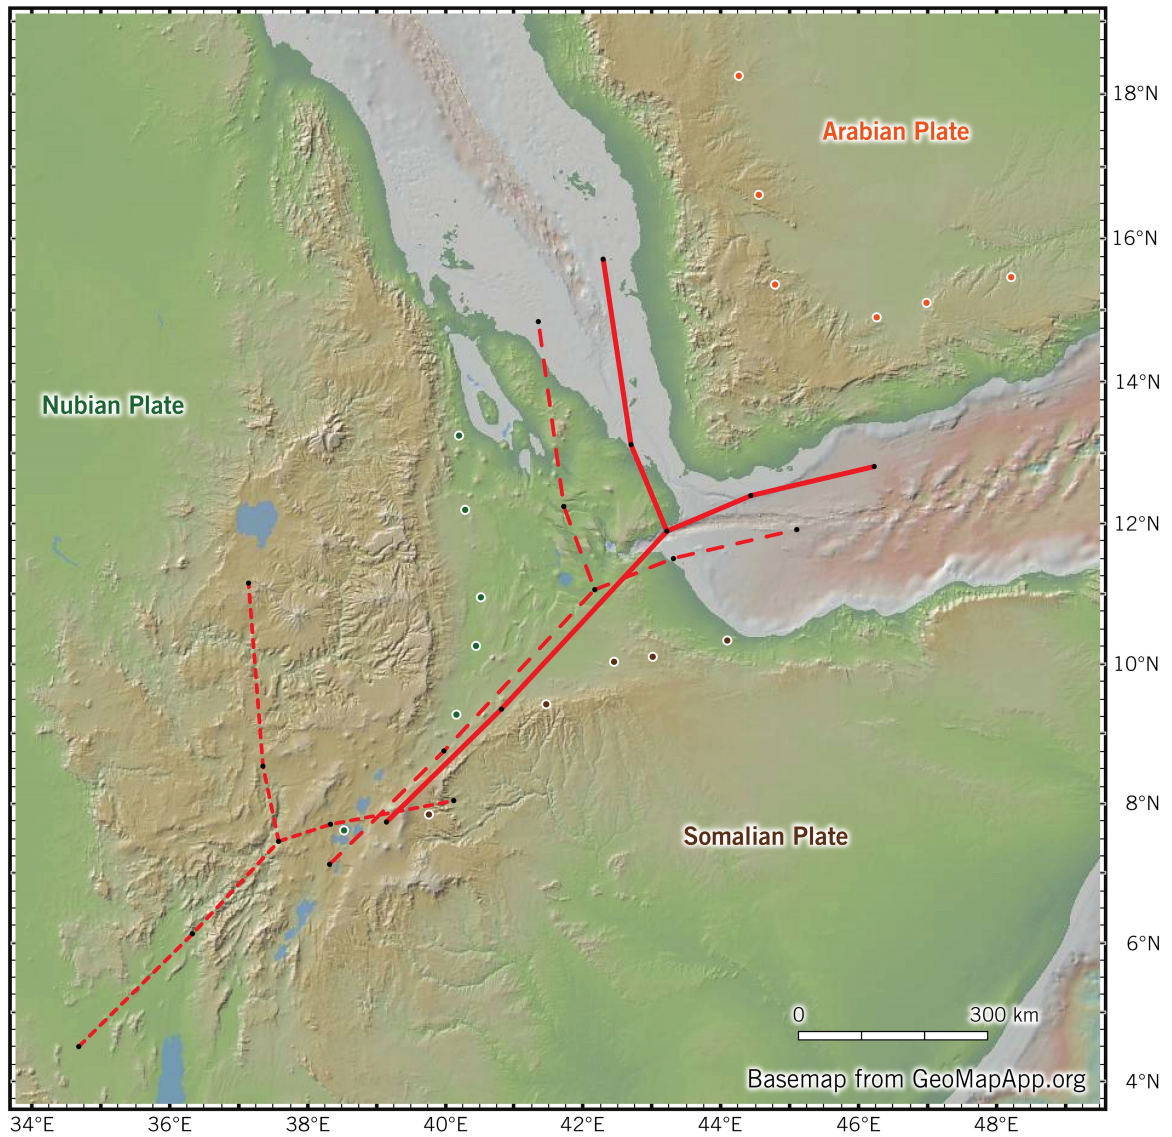 18°N
Arabian Plate
16°N
14°N
Nubian Plate
12°N
10°N
8°N
Somalian Plate
6°N
0 300 km
Basemap from GeoMapApp.org
4°N
34°E 36°E 38°E 40°E 42°E 44°E 46°E 48°E